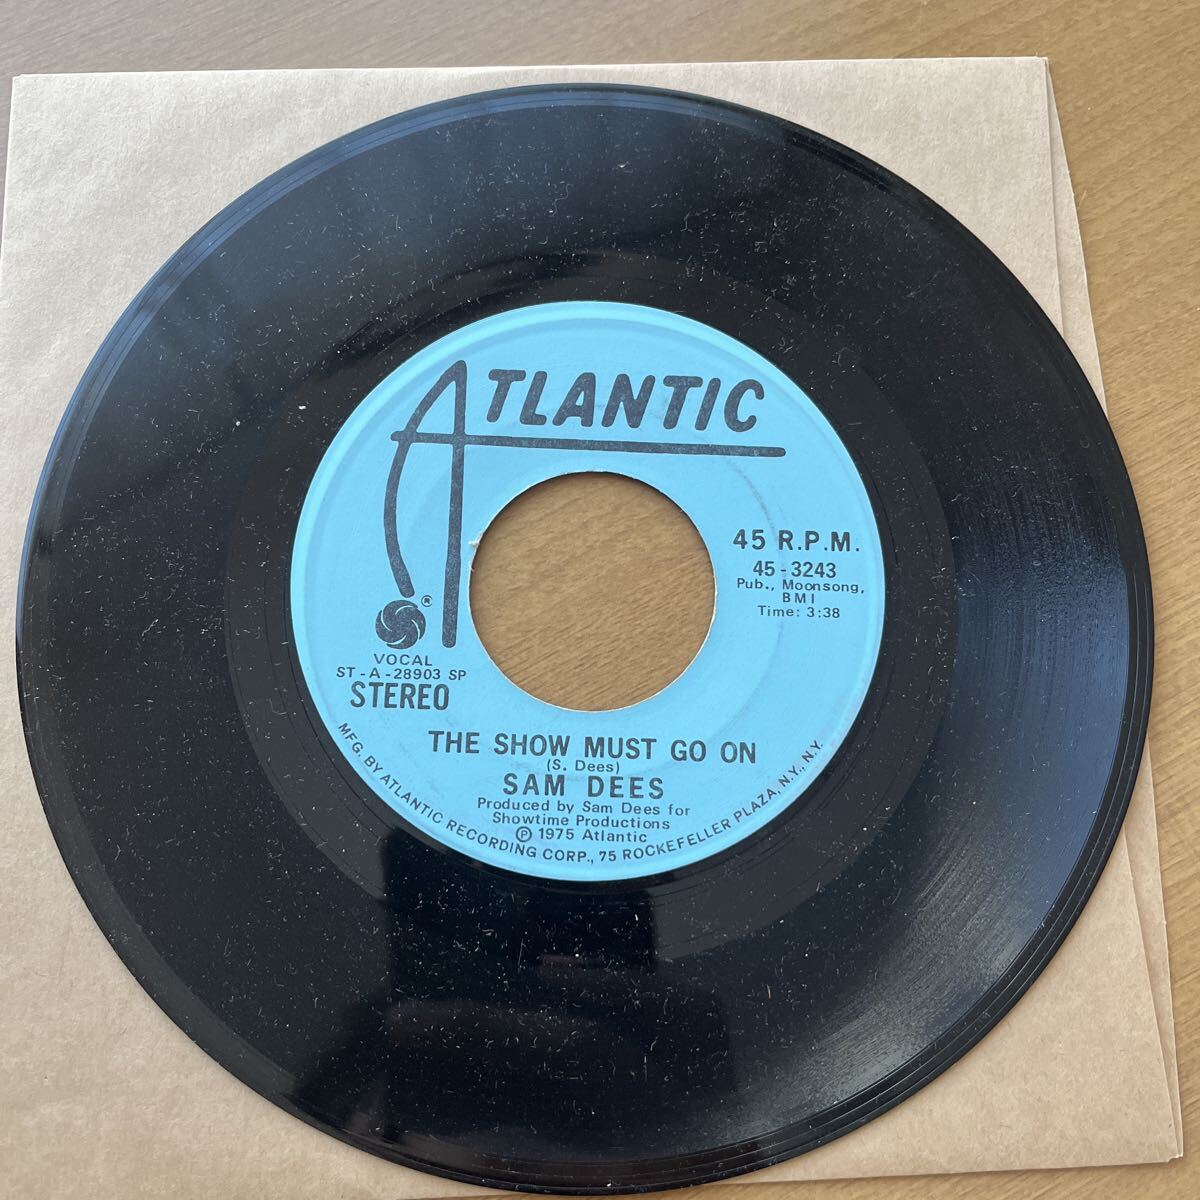 ATLANTIC
®
45 R.P.M.
45-3243
Pub., Moonsong,
BMI
Time: 3:38
VOCAL
ST-A-28903 SP
STEREO
THE SHOW MUST GO ON
(S. Dees)
SAM DEES
Produced by Sam Dees for
Showtime Productions
℗ 1975 Atlantic
MFG. BY ATLANTIC RECORDING CORP., 75 ROCKEFELLER PLAZA, N.Y., N.Y.